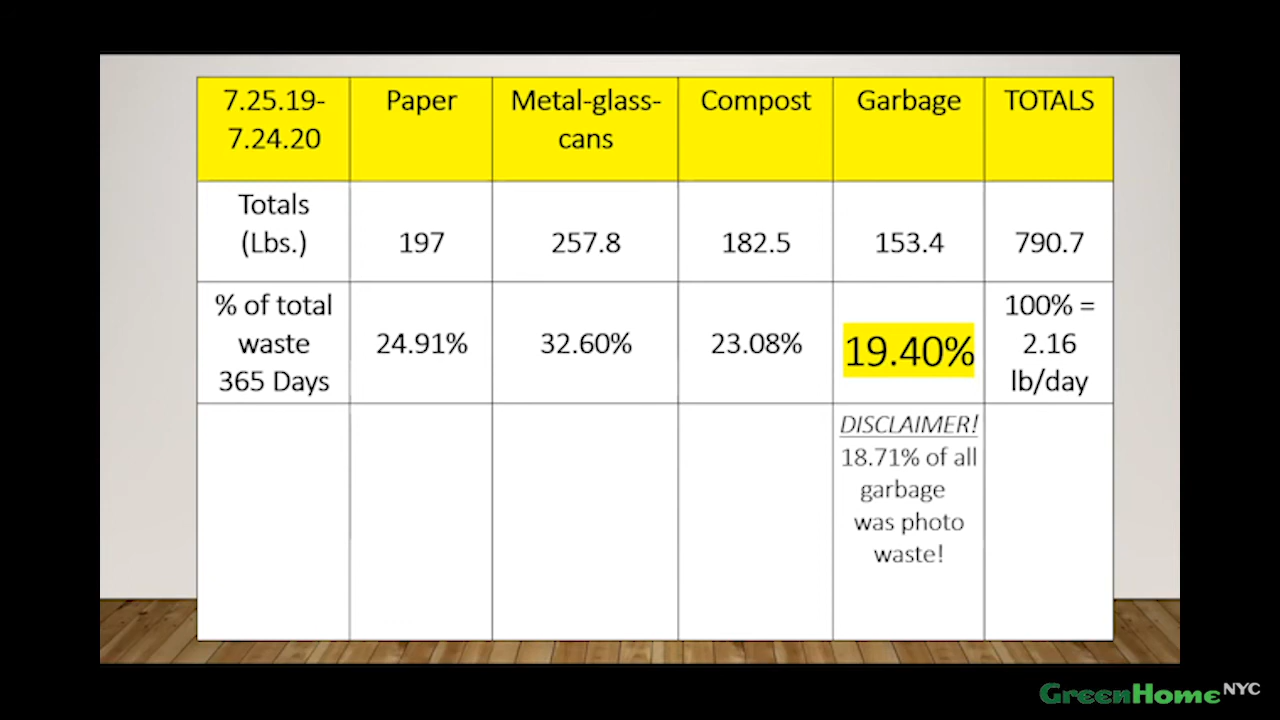 7.25.19-
7.24.20
Paper
Metal-glass-
cans
Compost
Garbage
TOTALS
Totals
(Lbs.)
197
257.8
182.5
153.4
790.7
% of total
waste
365 Days
24.91%
32.60%
23.08%
19.40%
100% =
2.16
lb/day
DISCLAIMER!
18.71% of all
garbage
was photo
waste!
GreenHomeNYC